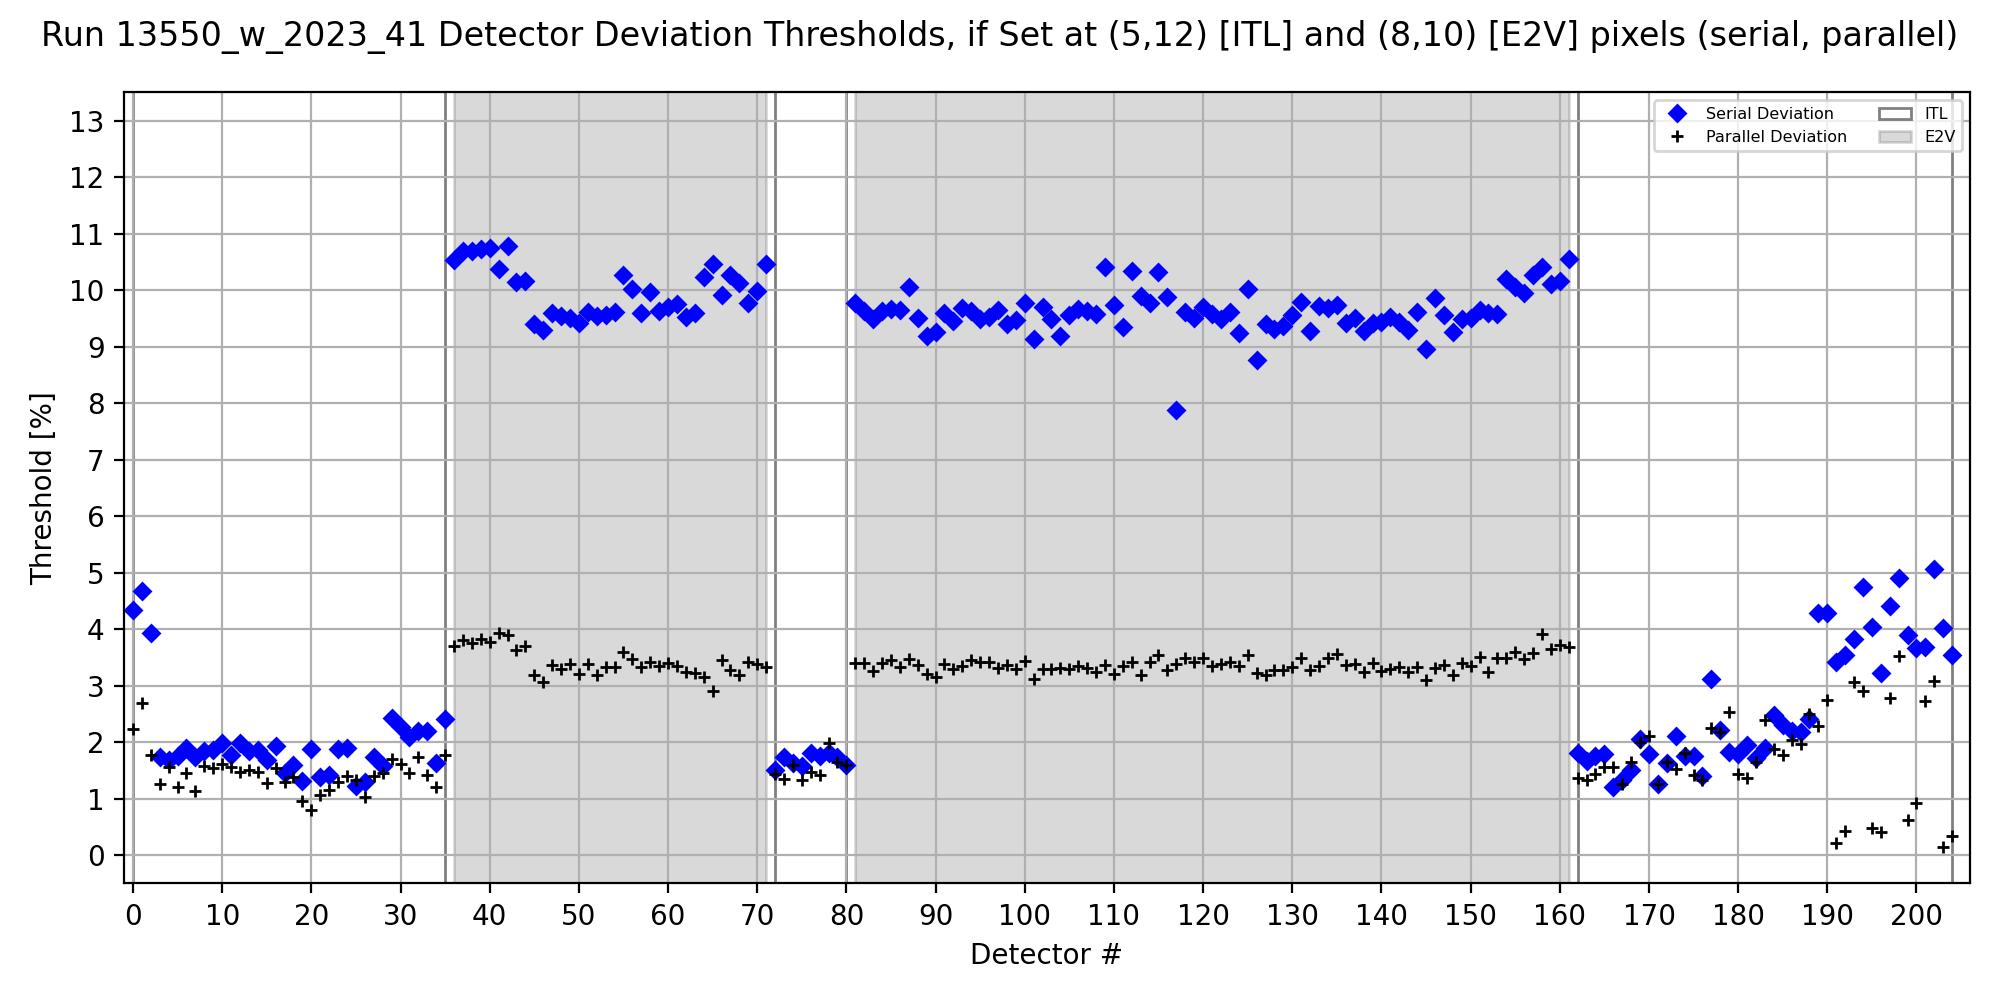 Run 13550_w_2023_41 Detector Deviation Thresholds, if Set at (5,12) [ITL] and (8,10) [E2V] pixels (serial, parallel)
Serial Deviation
Parallel Deviation
ITL
E2V
Threshold [%]
13
12
11
10
9
8
7
6
5
4
3
2
1
0
0 10 20 30 40 50 60 70 80 90 100 110 120 130 140 150 160 170 180 190 200
Detector #